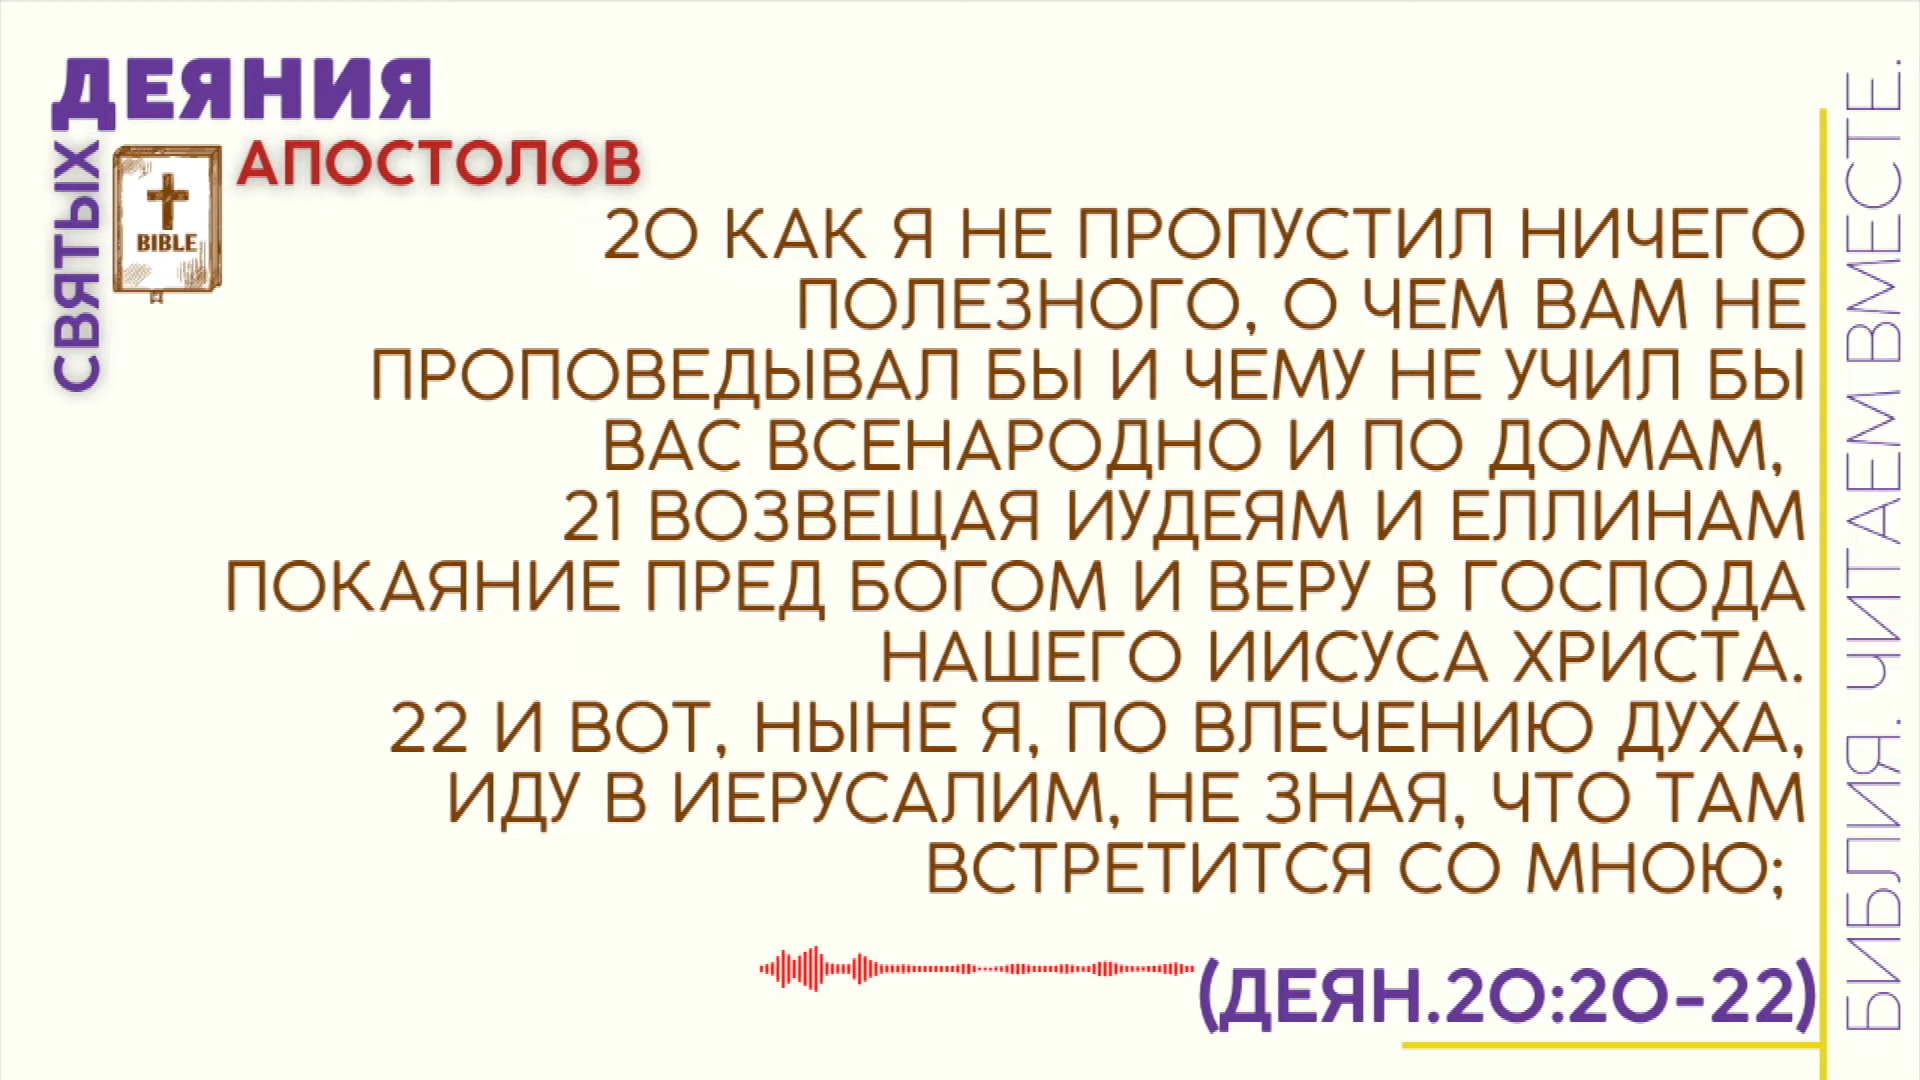 ДЕЯНИЯ
СВЯТЫХ
АПОСТОЛОВ
BIBLE
20 КАК Я НЕ ПРОПУСТИЛ НИЧЕГО
ПОЛЕЗНОГО, О ЧЕМ ВАМ НЕ
ПРОПОВЕДЫВАЛ БЫ И ЧЕМУ НЕ УЧИЛ БЫ
ВАС ВСЕНАРОДНО И ПО ДОМАМ,
21 ВОЗВЕЩАЯ ИУДЕЯМ И ЕЛЛИНАМ
ПОКАЯНИЕ ПРЕД БОГОМ И ВЕРУ В ГОСПОДА
НАШЕГО ИИСУСА ХРИСТА.
22 И ВОТ, НЫНЕ Я, ПО ВЛЕЧЕНИЮ ДУХА,
ИДУ В ИЕРУСАЛИМ, НЕ ЗНАЯ, ЧТО ТАМ
ВСТРЕТИТСЯ СО МНОЮ;
(ДЕЯН.20:20-22)
БИБЛИЯ. ЧИТАЕМ ВМЕСТЕ.